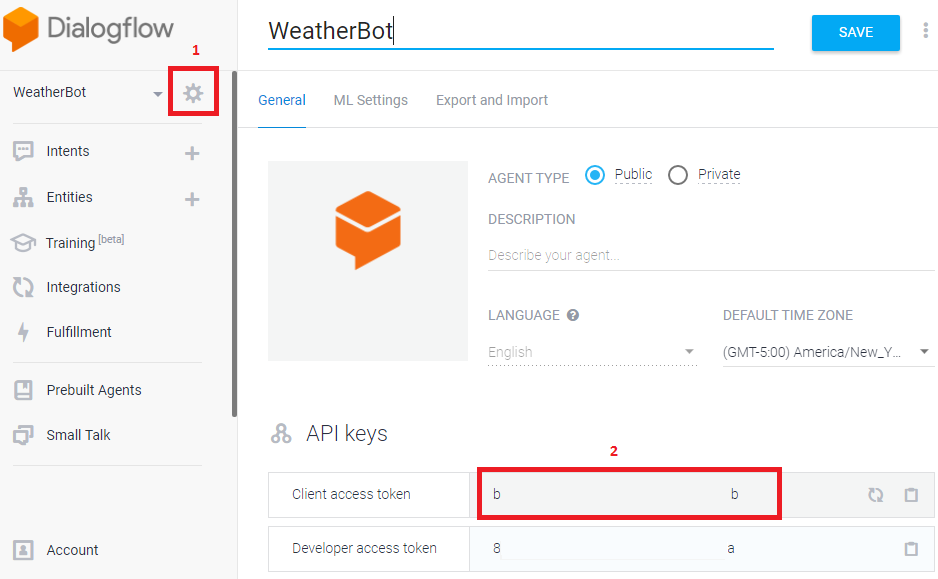 Dialogflow
1
WeatherBot
Intents
Entities
Training [beta]
Integrations
Fulfillment
Prebuilt Agents
Small Talk
Account
WeatherBot
SAVE
General ML Settings Export and Import
AGENT TYPE Public Private
DESCRIPTION
Describe your agent...
LANGUAGE DEFAULT TIME ZONE
English (GMT-5:00) America/New_Y...
API keys
2
Client access token b b
Developer access token 8 a